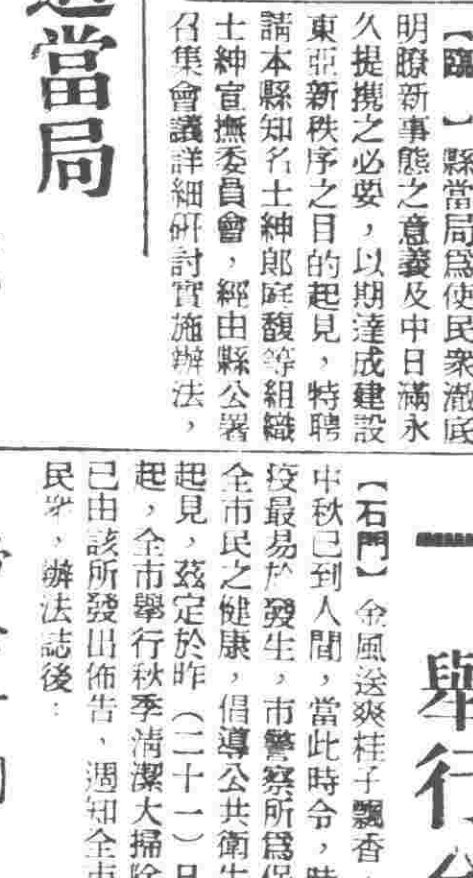 縣當局爲使民衆澈底
明瞭新事態之意義及中日滿永
久提携之必要，以期達成建設
東亞新秩序之目的起見，特聘
請本縣知名士紳郎庭馥等組織
士紳宣撫委員會，經由縣公署
召集會議詳細研討實施辦法，
當局
一
舉行
【石門】金風送爽桂子飄香，
中秋已到人間，當此時令，時
疫最易於發生，市警察所爲保
全市民之健康，倡導公共衛生
起見，茲定於昨（二十一）日
起，全市舉行秋季清潔大掃除
已由該所發出佈告，週知全市
民衆，辦法誌後：